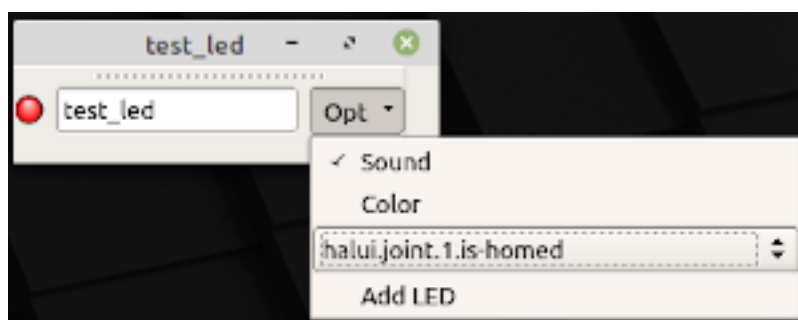 test_led
test_led Opt
Sound
Color
halui.joint.1.is-homed
Add LED